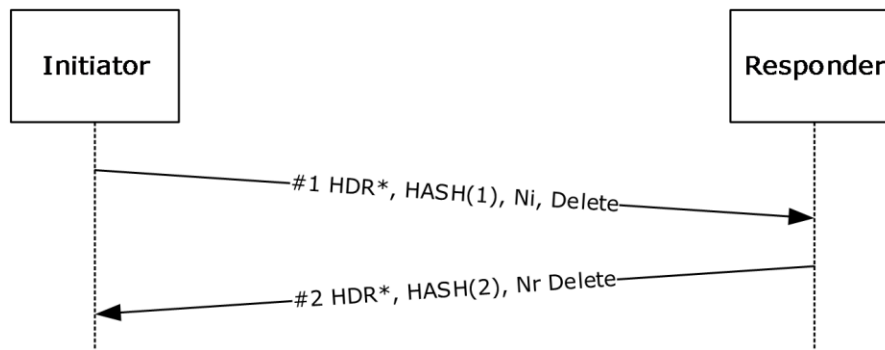 Initiator
Responder
#1 HDR*, HASH(1), Ni, Delete
#2 HDR*, HASH(2), Nr Delete